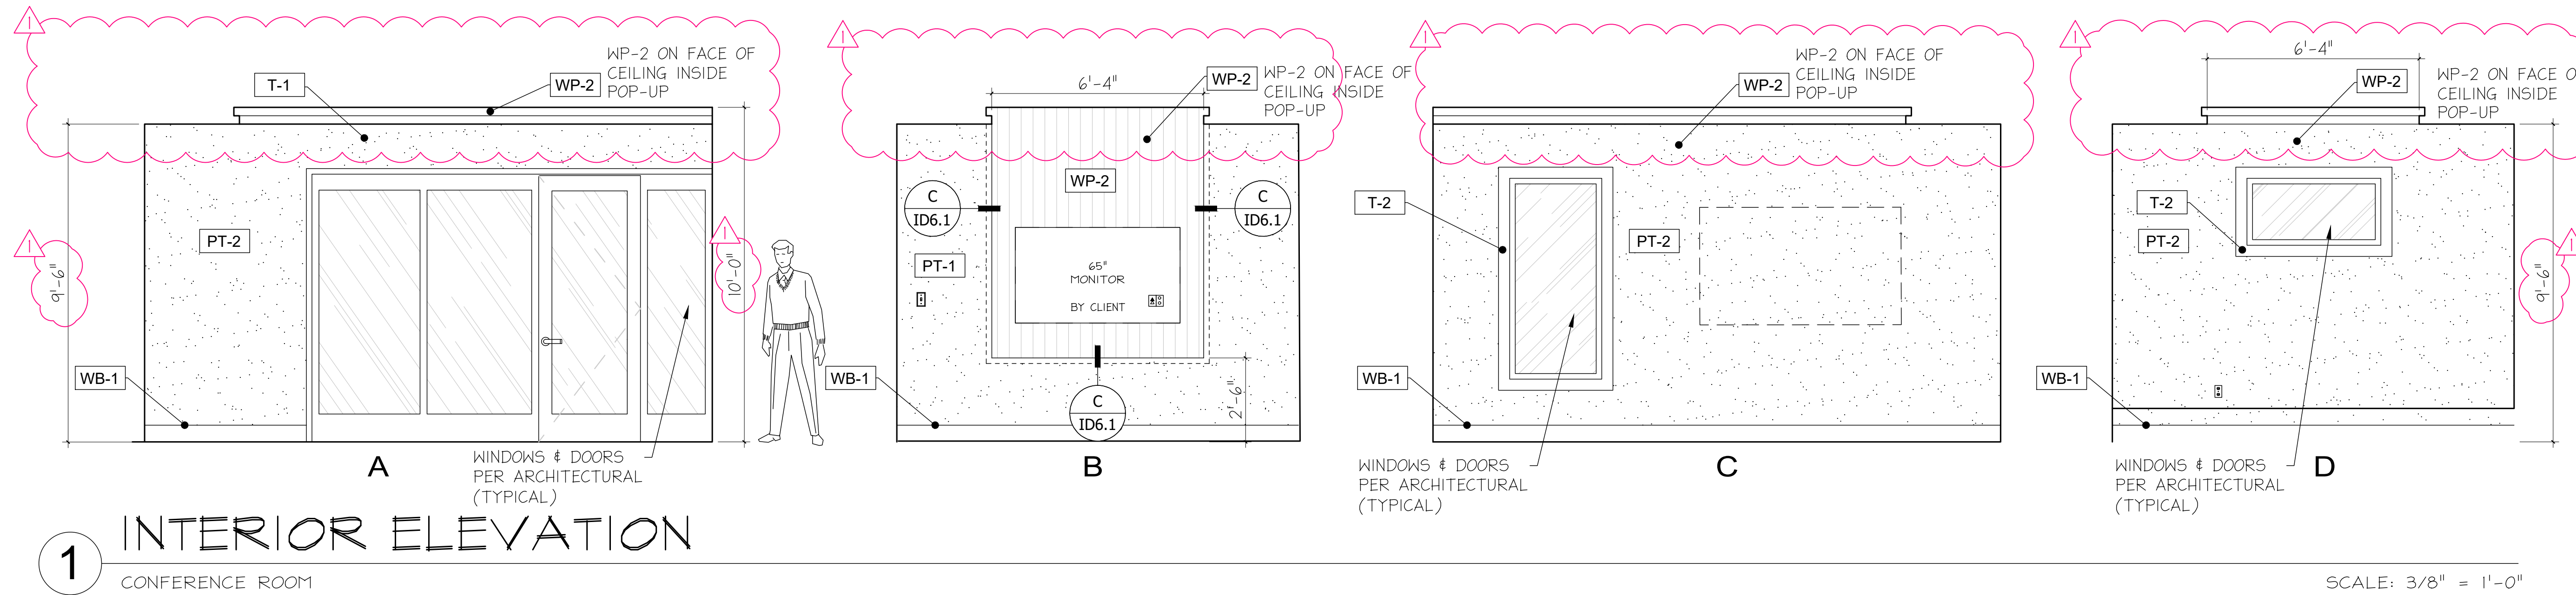 1
T-1
WP-2
WP-2 ON FACE OF
CEILING INSIDE
POP-UP
9'-6"
1
PT-2
1
10'-0"
WB-1
WINDOWS & DOORS
PER ARCHITECTURAL
(TYPICAL)
A
1
6'-4"
WP-2
WP-2 ON FACE OF
CEILING INSIDE
POP-UP
WP-2
C
ID6.1
C
ID6.1
PT-1
65"
MONITOR
BY CLIENT
WB-1
2'-6"
C
ID6.1
B
1
WP-2
WP-2 ON FACE OF
CEILING INSIDE
POP-UP
T-2
PT-2
WB-1
WINDOWS & DOORS
PER ARCHITECTURAL
(TYPICAL)
C
1
6'-4"
WP-2
WP-2 ON FACE O
CEILING INSIDE
POP-UP
T-2
PT-2
1
9'-6"
WB-1
WINDOWS & DOORS
PER ARCHITECTURAL
(TYPICAL)
D
1
INTERIOR ELEVATION
CONFERENCE ROOM
SCALE: 3/8" = 1'-0"